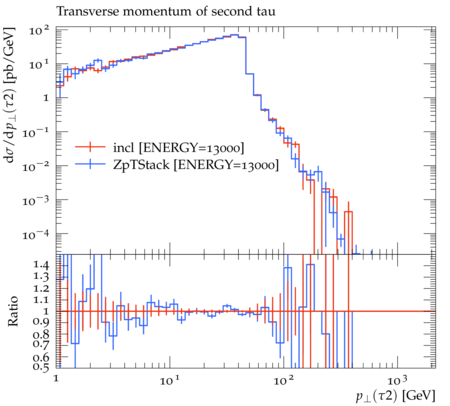 Transverse momentum of second tau
dσ/dp⊥(τ2) [pb/GeV]
10²
10¹
1
10⁻¹
10⁻²
10⁻³
10⁻⁴
incl [ENERGY=13000]
ZpTStack [ENERGY=13000]
Ratio
1.4
1.3
1.2
1.1
1
0.9
0.8
0.7
0.6
0.5
1 10¹ 10² 10³
p⊥(τ2) [GeV]